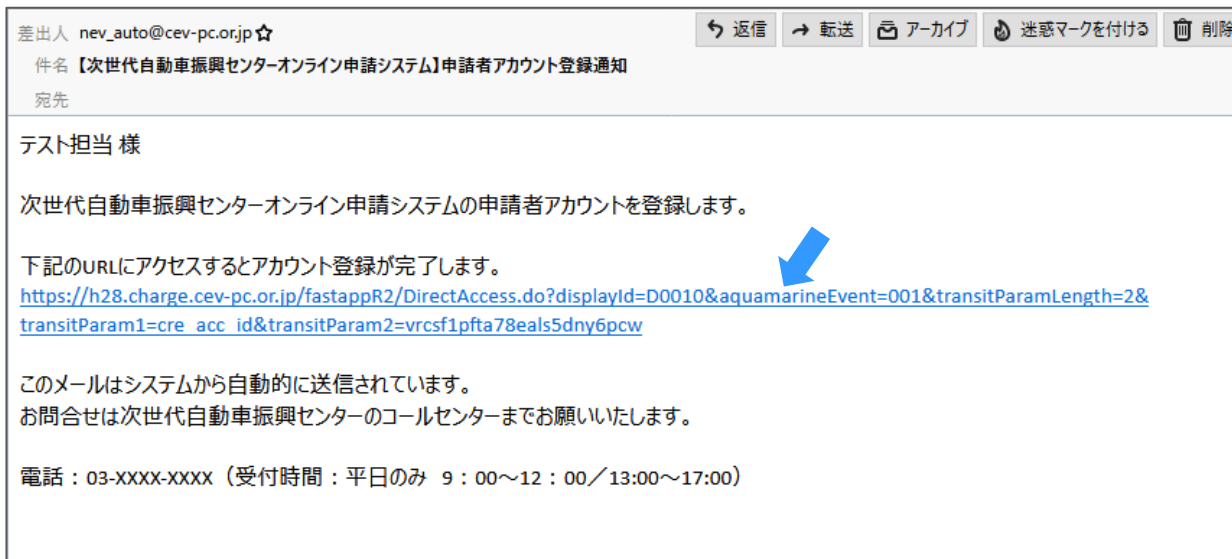 差出人 nev_auto@cev-pc.or.jp
返信
転送
アーカイブ
迷惑マークを付ける
削除
件名 【次世代自動車振興センターオンライン申請システム】申請者アカウント登録通知
宛先
テスト担当 様
次世代自動車振興センターオンライン申請システムの申請者アカウントを登録します。
下記のURLにアクセスするとアカウント登録が完了します。
https://h28.charge.cev-pc.or.jp/fastappR2/DirectAccess.do?displayId=D0010&aquamarineEvent=001&transitParamLength=2&
transitParam1=cre_acc_id&transitParam2=vrcsf1pfta78eals5dny6pcw
このメールはシステムから自動的に送信されています。
お問合せは次世代自動車振興センターのコールセンターまでお願いいたします。
電話：03-XXXX-XXXX（受付時間：平日のみ 9：00～12：00／13:00～17:00）